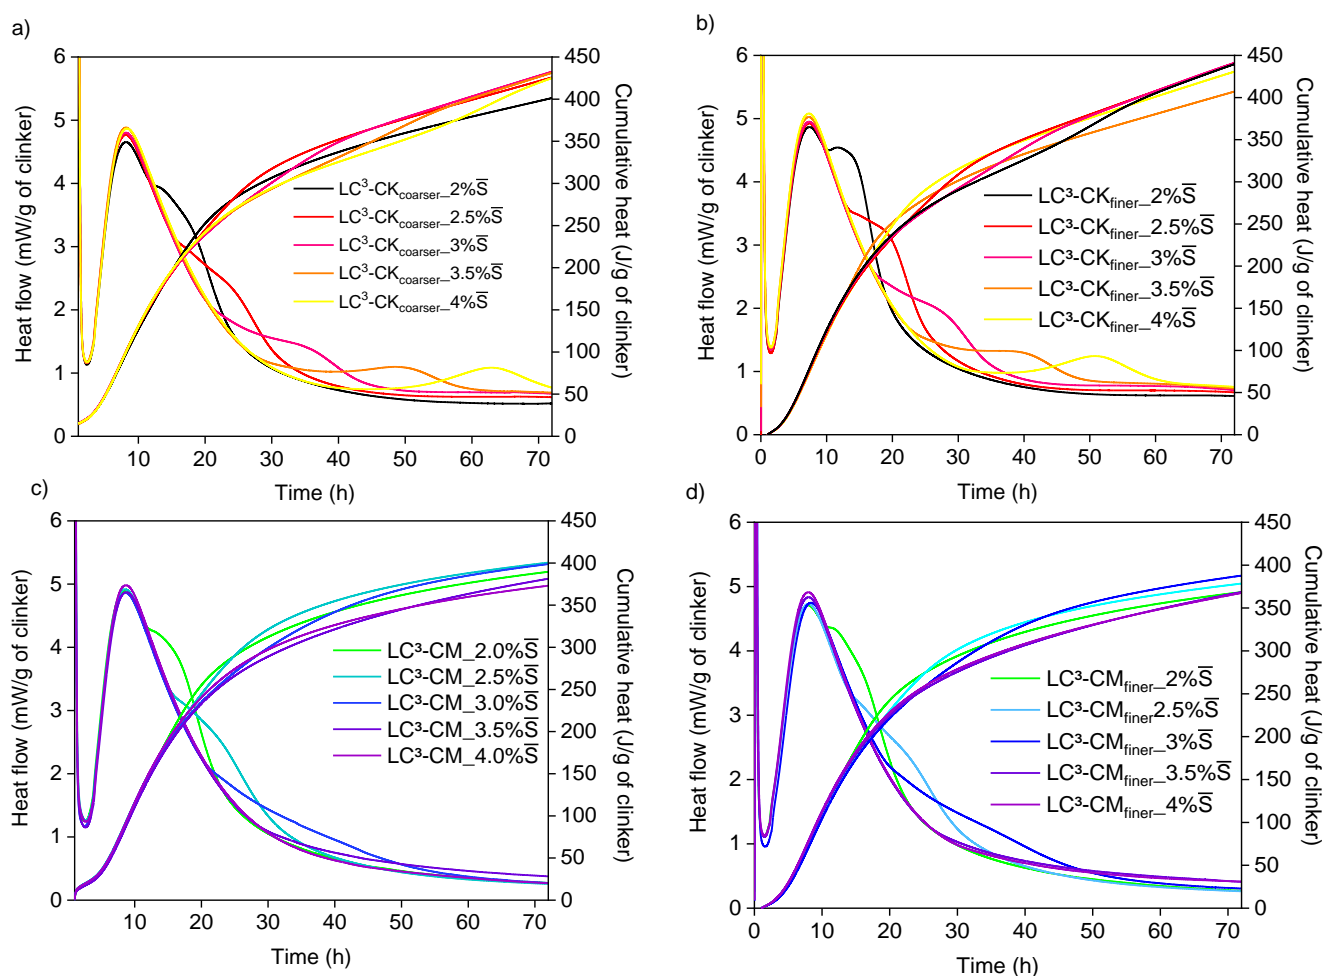 a)
6
5
4
3
2
1
0
Heat flow (mW/g of clinker)
450
400
350
300
250
200
150
100
50
0
Cumulative heat (J/g of clinker)
LC³-CKcoarser_2%S̅
LC³-CKcoarser_2.5%S̅
LC³-CKcoarser_3%S̅
LC³-CKcoarser_3.5%S̅
LC³-CKcoarser_4%S̅
10 20 30 40 50 60 70
Time (h)
b)
6
5
4
3
2
1
0
Heat flow (mW/g of clinker)
450
400
350
300
250
200
150
100
50
0
Cumulative heat (J/g of clinker)
LC³-CKfiner_2%S̅
LC³-CKfiner_2.5%S̅
LC³-CKfiner_3%S̅
LC³-CKfiner_3.5%S̅
LC³-CKfiner_4%S̅
0 10 20 30 40 50 60 70
Time (h)
c)
6
5
4
3
2
1
0
Heat flow (mW/g of clinker)
450
400
350
300
250
200
150
100
50
0
Cumulative heat (J/g of clinker)
LC³-CM_2.0%S̅
LC³-CM_2.5%S̅
LC³-CM_3.0%S̅
LC³-CM_3.5%S̅
LC³-CM_4.0%S̅
10 20 30 40 50 60 70
Time (h)
d)
6
5
4
3
2
1
0
Heat flow (mW/g of clinker)
450
400
350
300
250
200
150
100
50
0
Cumulative heat (J/g of clinker)
LC³-CMfiner_2%S̅
LC³-CMfiner2.5%S̅
LC³-CMfiner_3%S̅
LC³-CMfiner_3.5%S̅
LC³-CMfiner_4%S̅
0 10 20 30 40 50 60 70
Time (h)